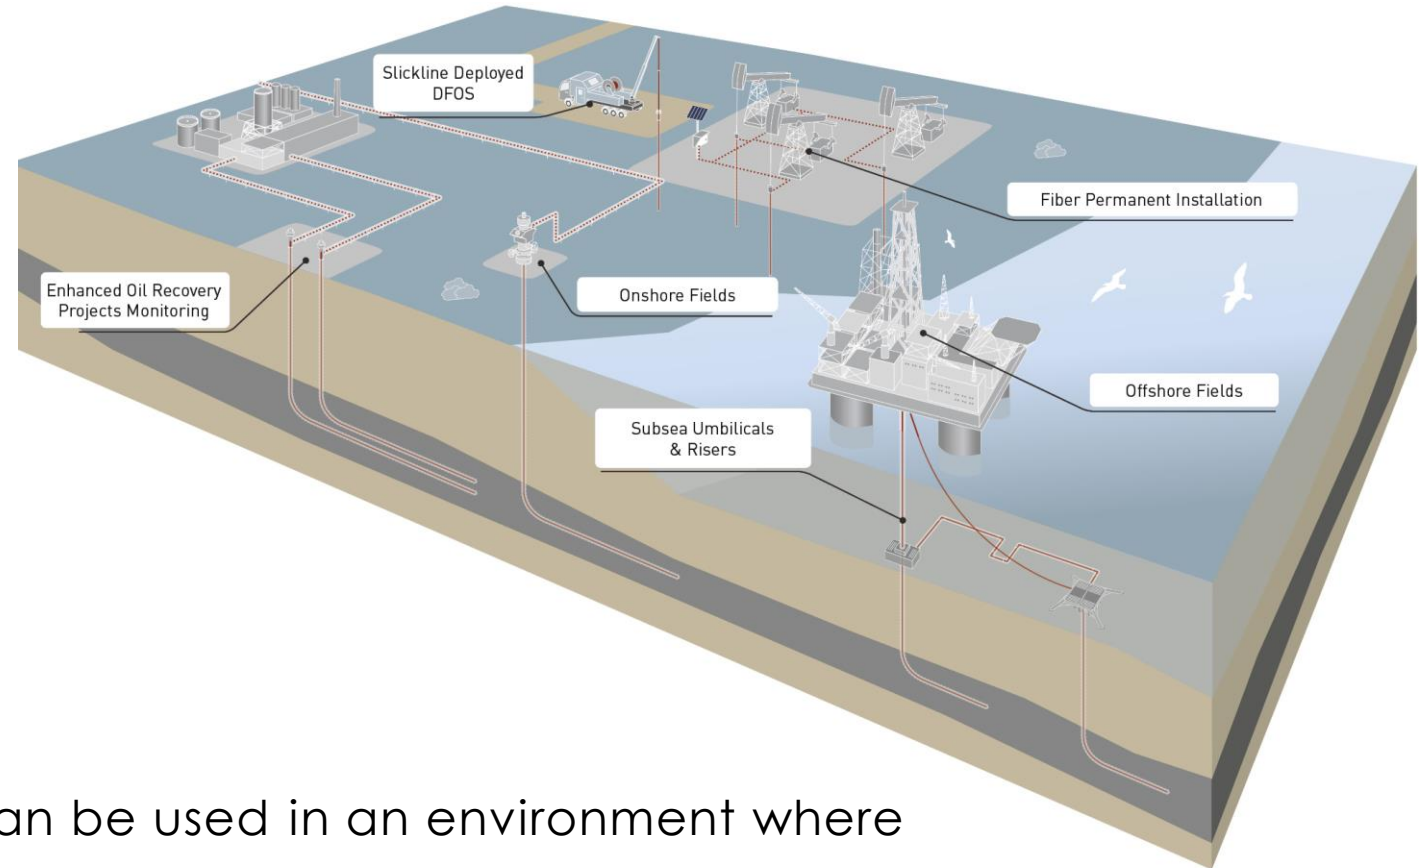 Slickline Deployed
DFOS
Fiber Permanent Installation
Enhanced Oil Recovery
Projects Monitoring
Onshore Fields
Offshore Fields
Subsea Umbilicals
& Risers
be used in an environment where